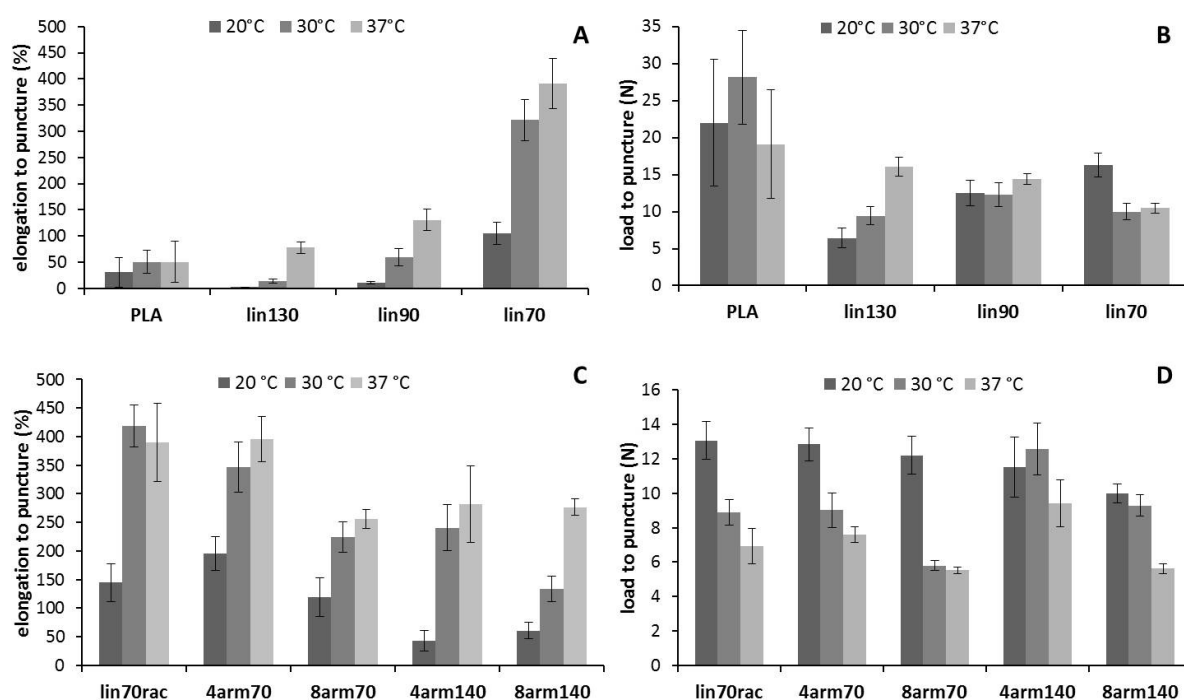 A
20°C 30°C 37°C
elongation to puncture (%)
500
450
400
350
300
250
200
150
100
50
0
PLA lin130 lin90 lin70
B
20°C 30°C 37°C
load to puncture (N)
35
30
25
20
15
10
5
0
PLA lin130 lin90 lin70
C
20 °C 30 °C 37 °C
elongation to puncture (%)
500
450
400
350
300
250
200
150
100
50
0
lin70rac 4arm70 8arm70 4arm140 8arm140
D
20 °C 30 °C 37 °C
load to puncture (N)
16
14
12
10
8
6
4
2
0
lin70rac 4arm70 8arm70 4arm140 8arm140